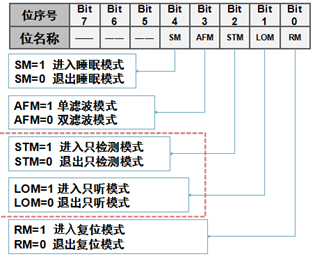 位序号 Bit 7 Bit 6 Bit 5 Bit 4 Bit 3 Bit 2 Bit 1 Bit 0
位名称 —— —— —— SM AFM STM LOM RM
SM=1 进入睡眠模式
SM=0 退出睡眠模式
AFM=1 单滤波模式
AFM=0 双滤波模式
STM=1 进入只检测模式
STM=0 退出只检测模式
LOM=1 进入只听模式
LOM=0 退出只听模式
RM=1 进入复位模式
RM=0 退出复位模式